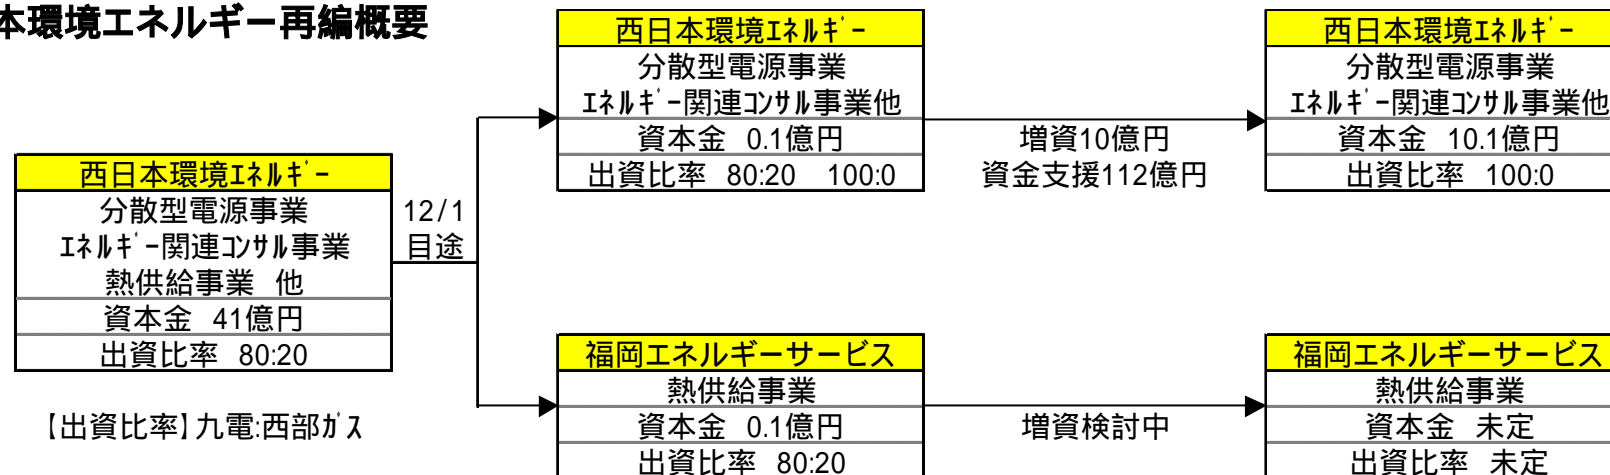 本環境エネルギー再編概要
西日本環境ｴﾈﾙｷﾞｰ
分散型電源事業
ｴﾈﾙｷﾞｰ関連ｺﾝｻﾙ事業
熱供給事業 他
資本金 41億円
出資比率 80:20
【出資比率】九電:西部ｶﾞｽ
12/1
目途
西日本環境ｴﾈﾙｷﾞｰ
分散型電源事業
ｴﾈﾙｷﾞｰ関連ｺﾝｻﾙ事業他
資本金 0.1億円
出資比率 80:20 100:0
増資10億円
資金支援112億円
西日本環境ｴﾈﾙｷﾞｰ
分散型電源事業
ｴﾈﾙｷﾞｰ関連ｺﾝｻﾙ事業他
資本金 10.1億円
出資比率 100:0
福岡エネルギーサービス
熱供給事業
資本金 0.1億円
出資比率 80:20
増資検討中
福岡エネルギーサービス
熱供給事業
資本金 未定
出資比率 未定